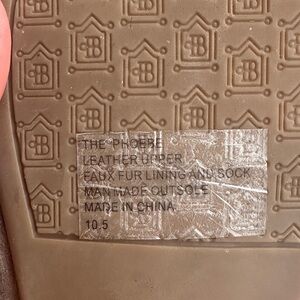 THE PHOEBE
LEATHER UPPER
FAUX FUR LINING AND SOCK
MAN MADE OUTSOLE
MADE IN CHINA
10.5